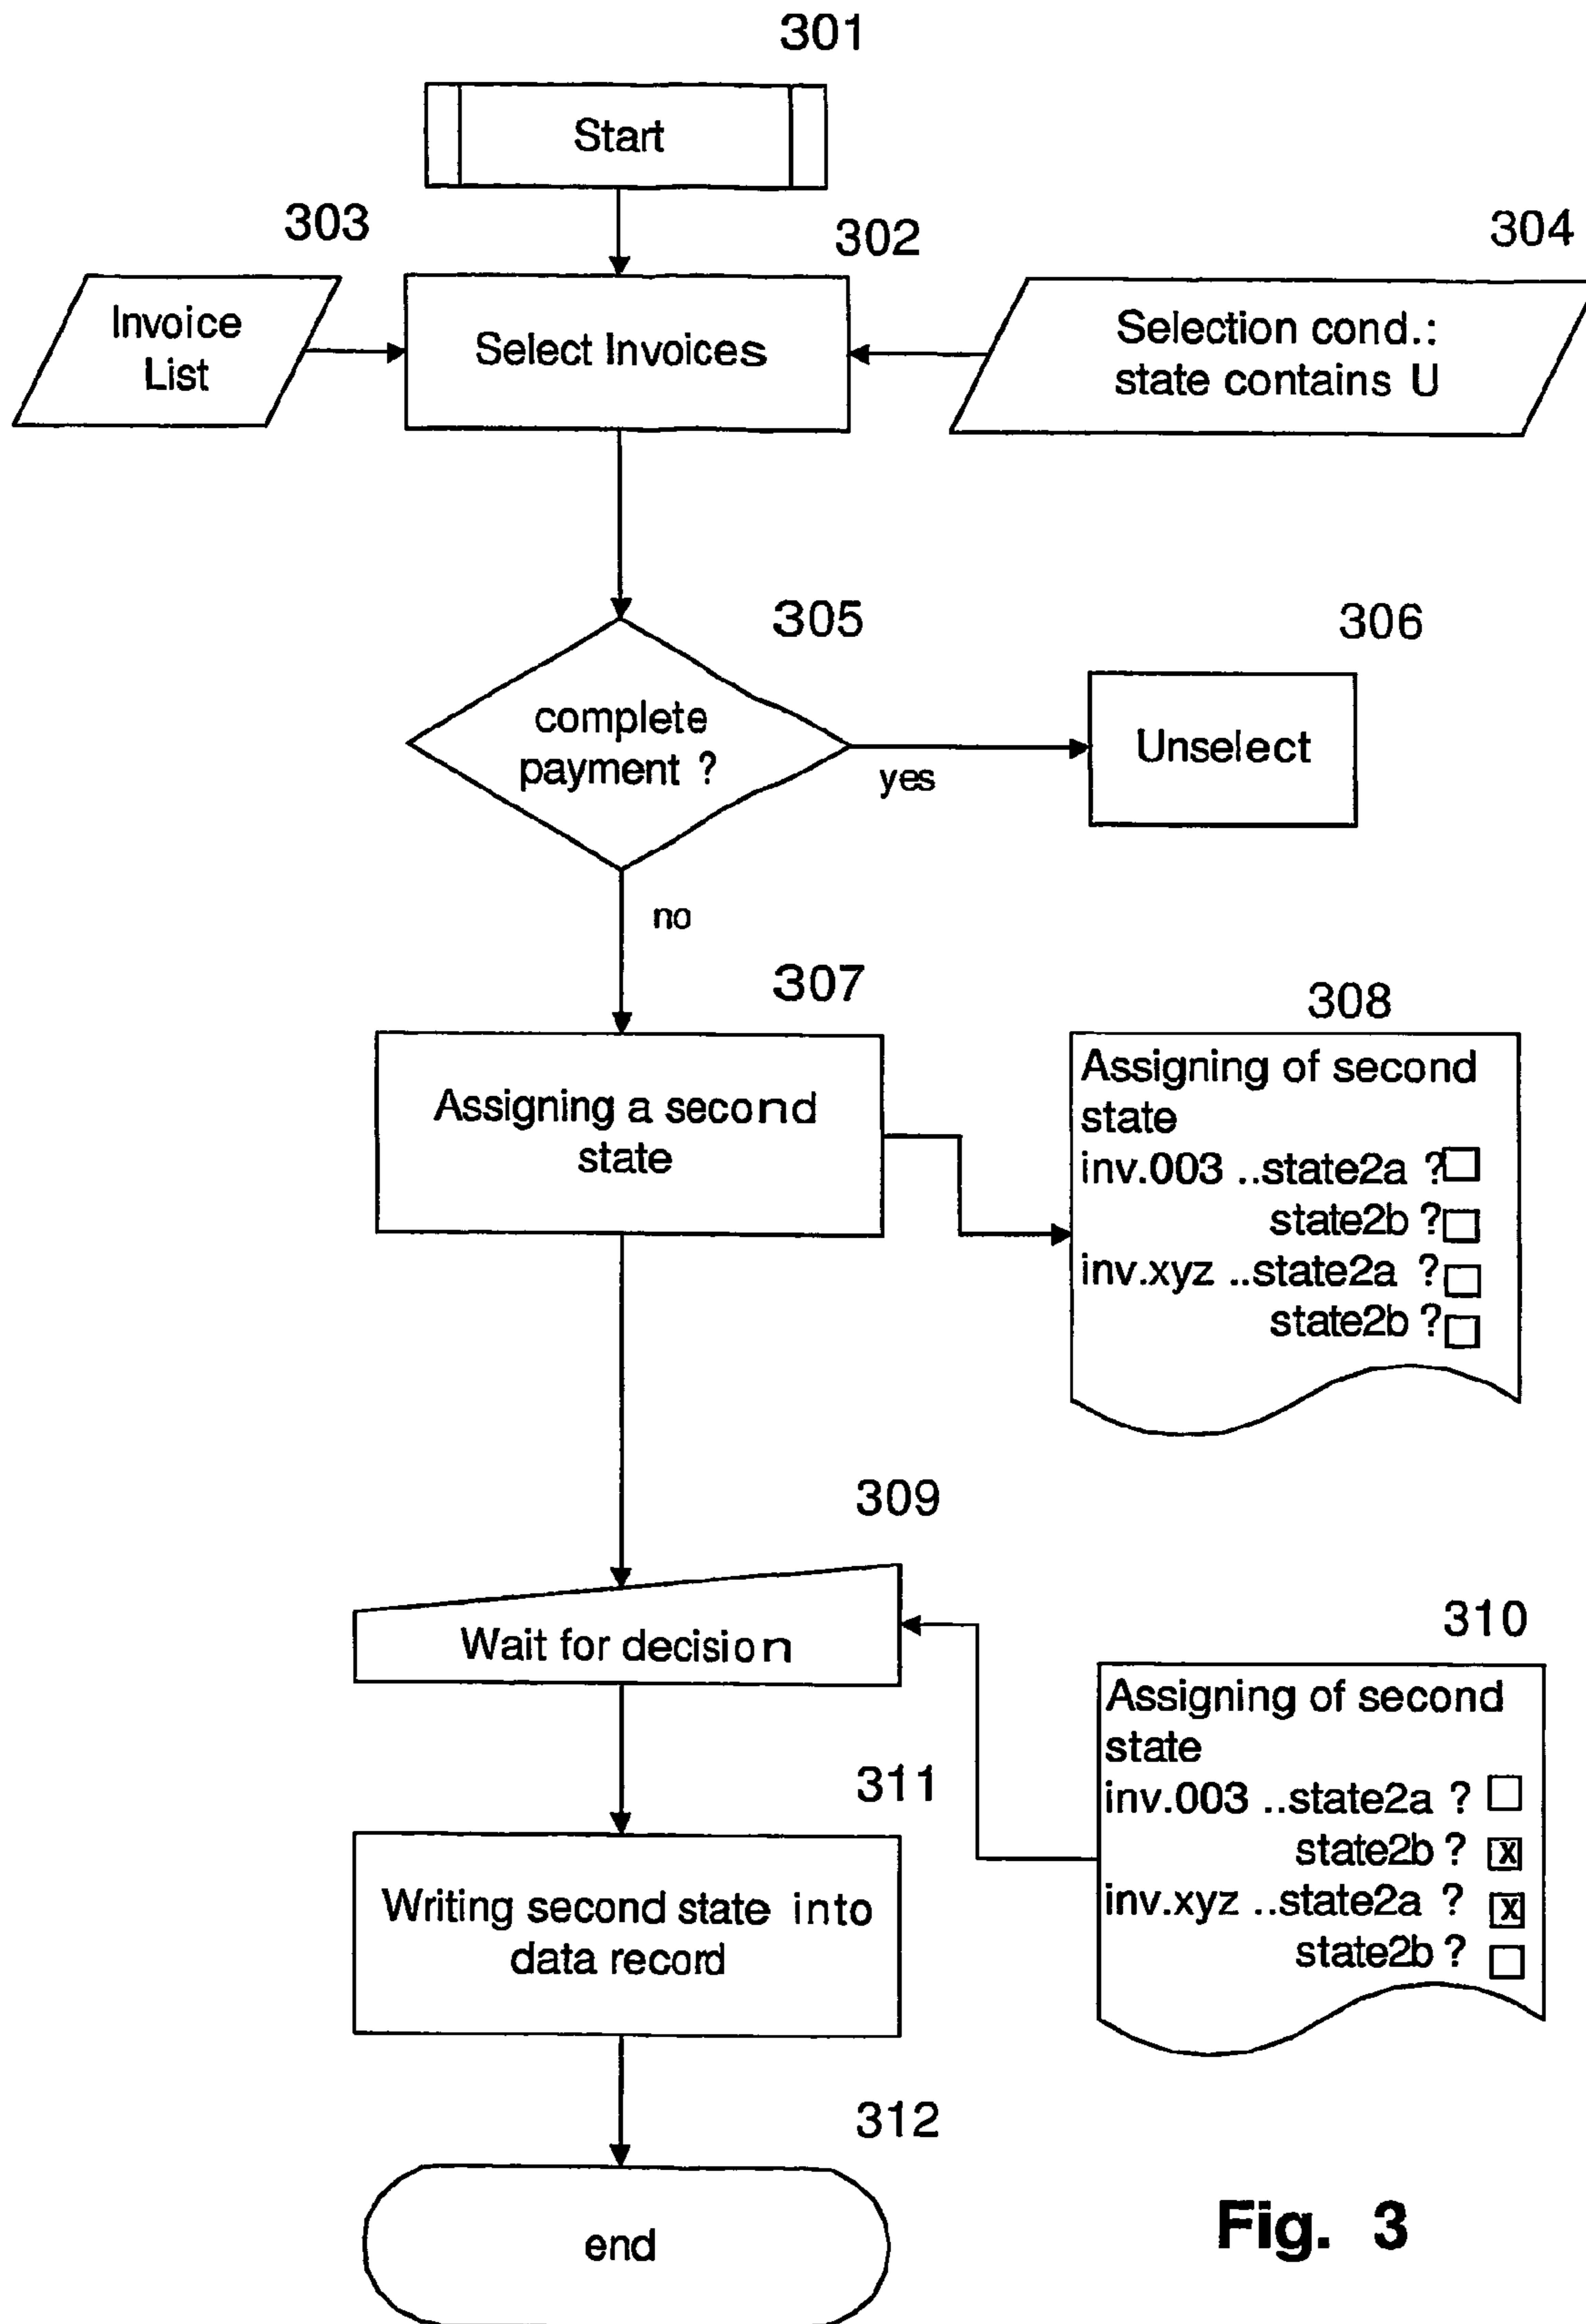 301
Start
303
302
304
Invoice
List
Select Invoices
Selection cond.:
state contains U
305
306
complete
payment ?
Unselect
yes
no
307
308
Assigning a second
state
Assigning of second
state
inv.003 ..state2a ?
state2b ?
inv.xyz ..state2a ?
state2b ?
309
Wait for decision
310
Assigning of second
state
inv.003 ..state2a ?
state2b ? X
inv.xyz ..state2a ? X
state2b ?
311
Writing second state into
data record
312
end
Fig. 3